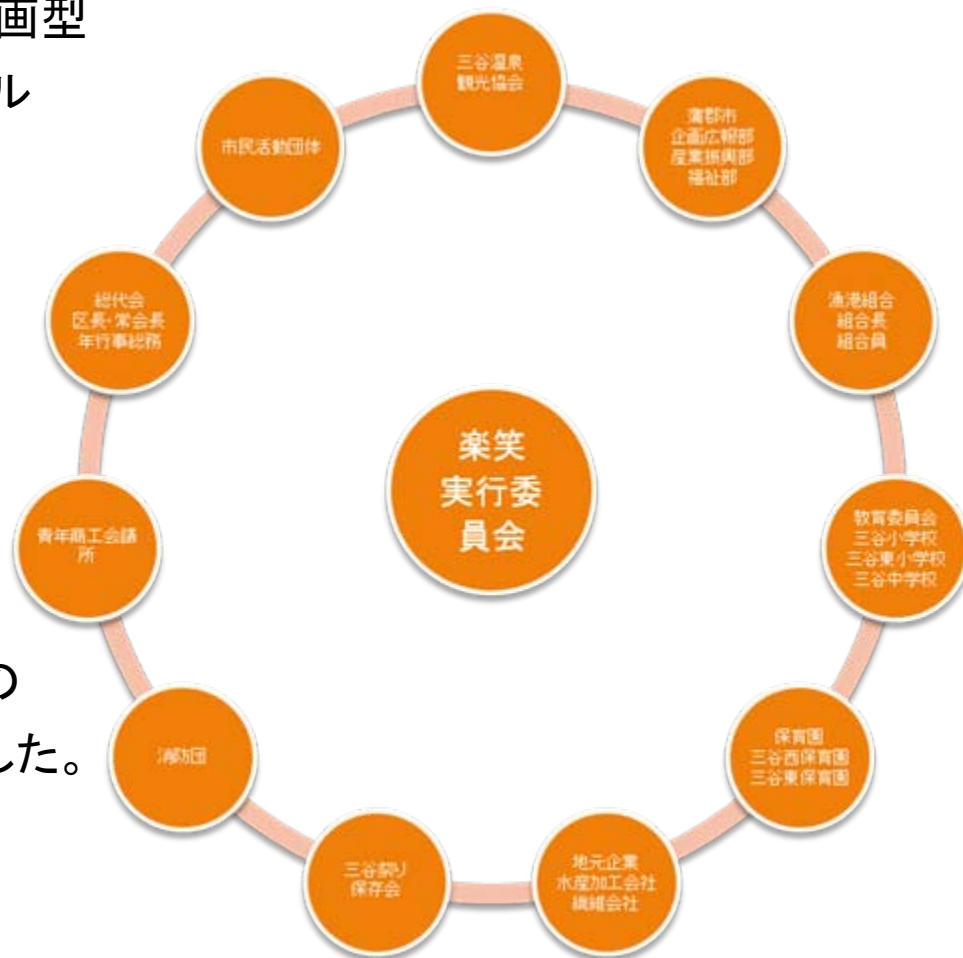 画型
ル
の
した。
三谷温泉
観光協会
蒲郡市
企画広報部
産業振興部
福祉部
漁港組合
組合長
組合員
教育委員会
三谷小学校
三谷東小学校
三谷中学校
保育園
三谷西保育園
三谷東保育園
地元企業
水産加工会社
繊維会社
三谷祭り
保存会
消防団
青年商工会議
所
総代会
区長・常会長
年行事総務
市民活動団体
楽笑
実行委
員会